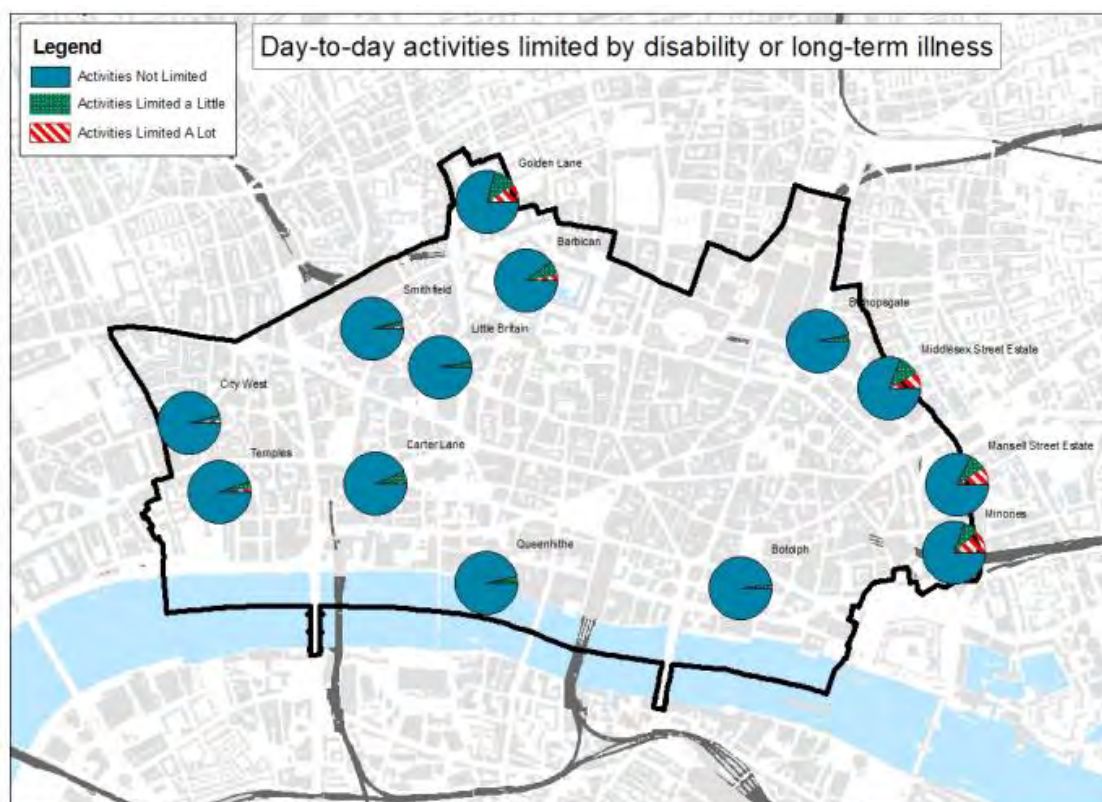 Legend
Day-to-day activities limited by disability or long-term illness
Activities Not Limited
Activities Limited a Little
Activities Limited A Lot
Golden Lane
Barbican
Smithfield
Bishopsgate
Little Britain
Middlesex Street Estate
City West
Carter Lane
Mansell Street Estate
Temples
Minories
Queenhithe
Botolph